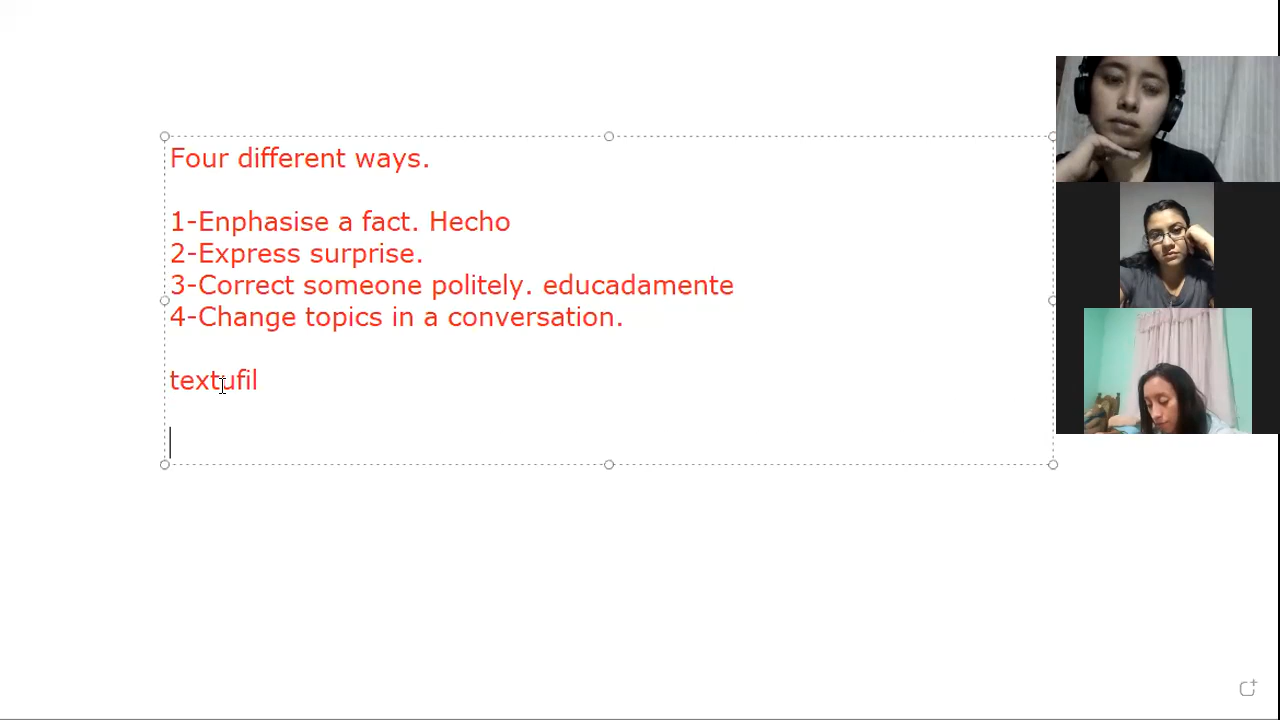 Four different ways.
1-Enphasise a fact. Hecho
2-Express surprise.
3-Correct someone politely. educadamente
4-Change topics in a conversation.
textufil